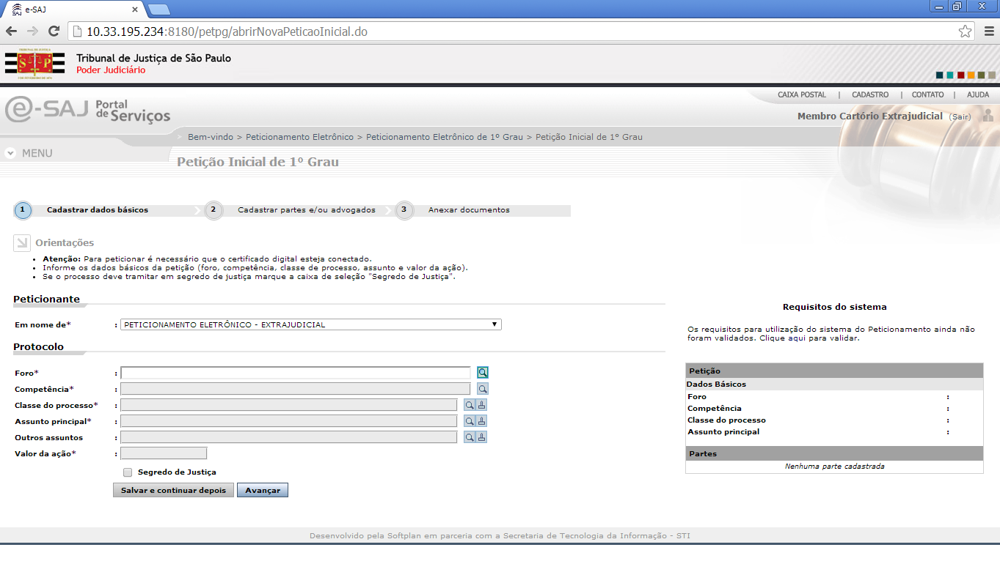 e-SAJ
10.33.195.234:8180/petpg/abrirNovaPeticaoInicial.do
S P
Tribunal de Justiça de São Paulo
Poder Judiciário
CAIXA POSTAL | CADASTRO | CONTATO | AJUDA
e-SAJ Portal de Serviços
Membro Cartório Extrajudicial (Sair)
Bem-vindo > Peticionamento Eletrônico > Peticionamento Eletrônico de 1º Grau > Petição Inicial de 1º Grau
MENU
Petição Inicial de 1º Grau
1 Cadastrar dados básicos 2 Cadastrar partes e/ou advogados 3 Anexar documentos
Orientações
• Atenção: Para peticionar é necessário que o certificado digital esteja conectado.
• Informe os dados básicos da petição (foro, competência, classe de processo, assunto e valor da ação).
• Se o processo deve tramitar em segredo de justiça marque a caixa de seleção "Segredo de Justiça".
Peticionante
Em nome de* : PETICIONAMENTO ELETRÔNICO - EXTRAJUDICIAL
Protocolo
Foro* :
Competência* :
Classe do processo* :
Assunto principal* :
Outros assuntos :
Valor da ação* :
Segredo de Justiça
Salvar e continuar depois Avançar
Requisitos do sistema
Os requisitos para utilização do sistema do Peticionamento ainda não
foram validados. Clique aqui para validar.
Petição
Dados Básicos
Foro :
Competência :
Classe do processo :
Assunto principal :
Partes
Nenhuma parte cadastrada
Desenvolvido pela Softplan em parceria com a Secretaria de Tecnologia da Informação - STI